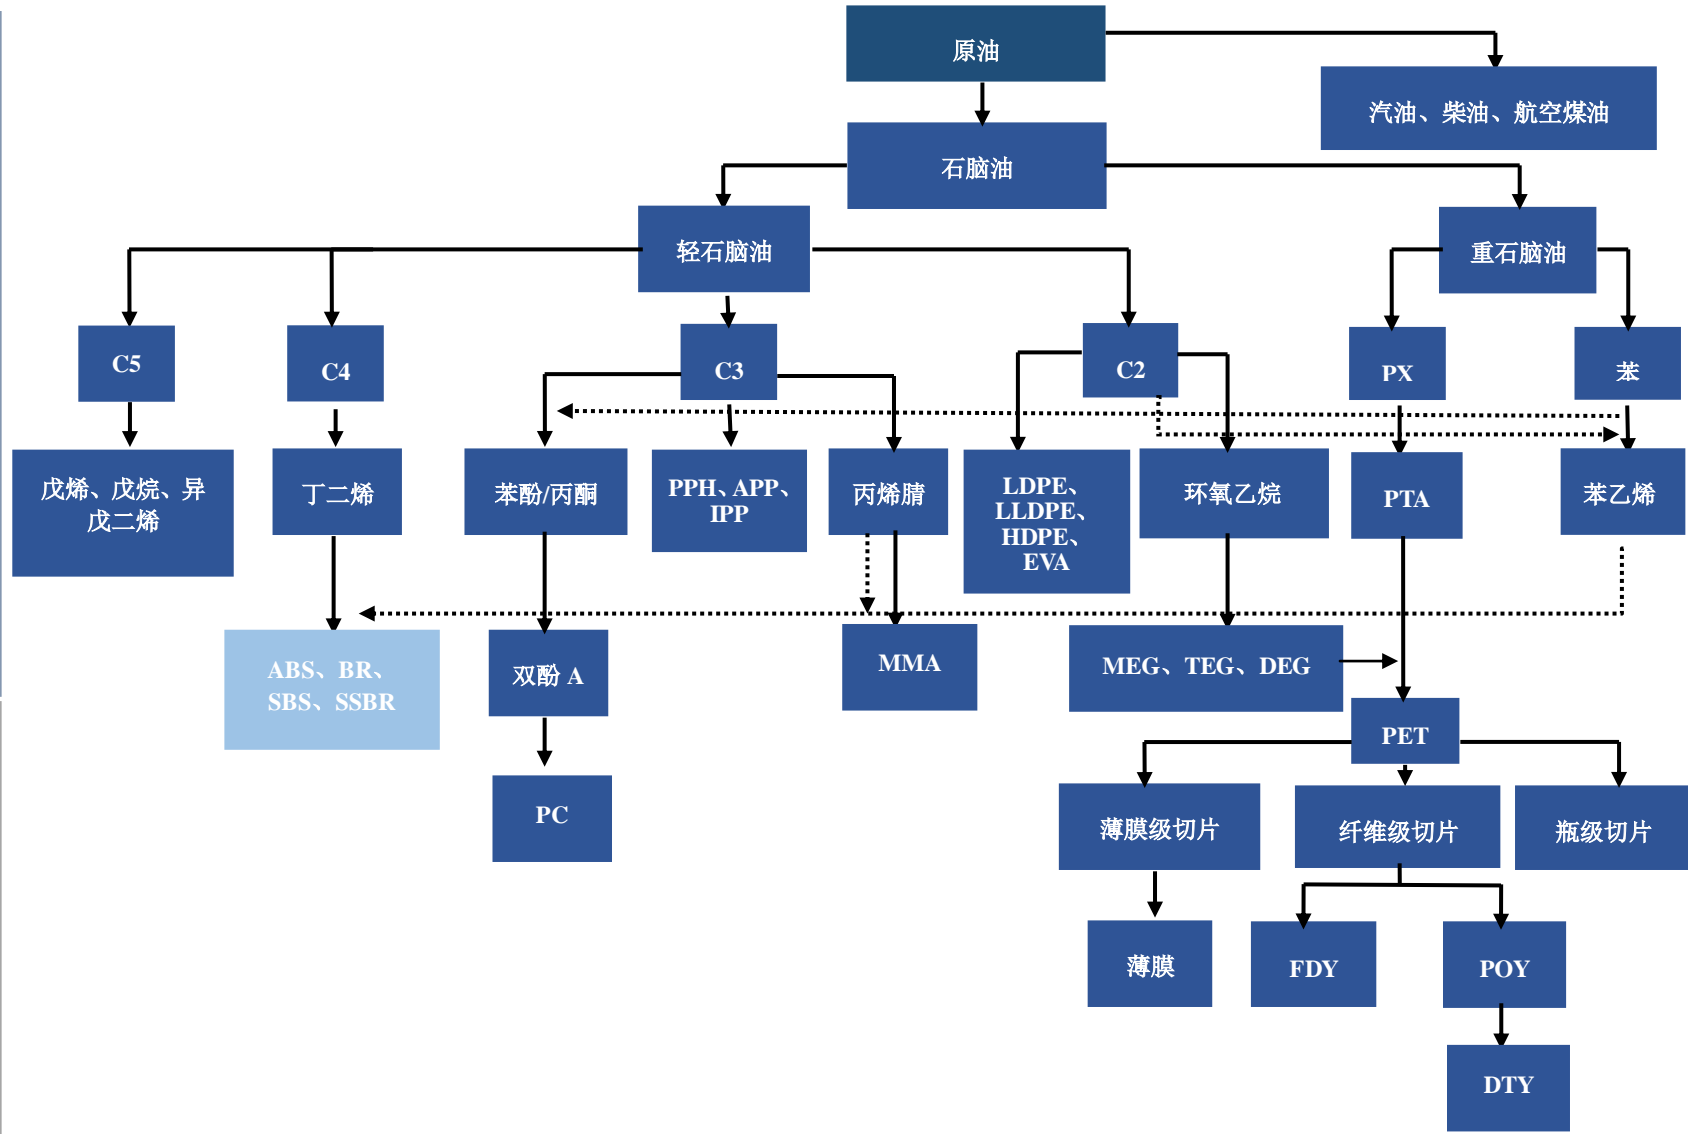 原油
汽油、柴油、航空煤油
石脑油
轻石脑油
重石脑油
C5
C4
C3
C2
PX
苯
戊烯、戊烷、异
戊二烯
丁二烯
苯酚/丙酮
PPH、APP、
IPP
丙烯腈
LDPE、
LLDPE、
HDPE、
EVA
环氧乙烷
PTA
苯乙烯
ABS、BR、
SBS、SSBR
双酚 A
MMA
MEG、TEG、DEG
PET
PC
薄膜级切片
纤维级切片
瓶级切片
薄膜
FDY
POY
DTY